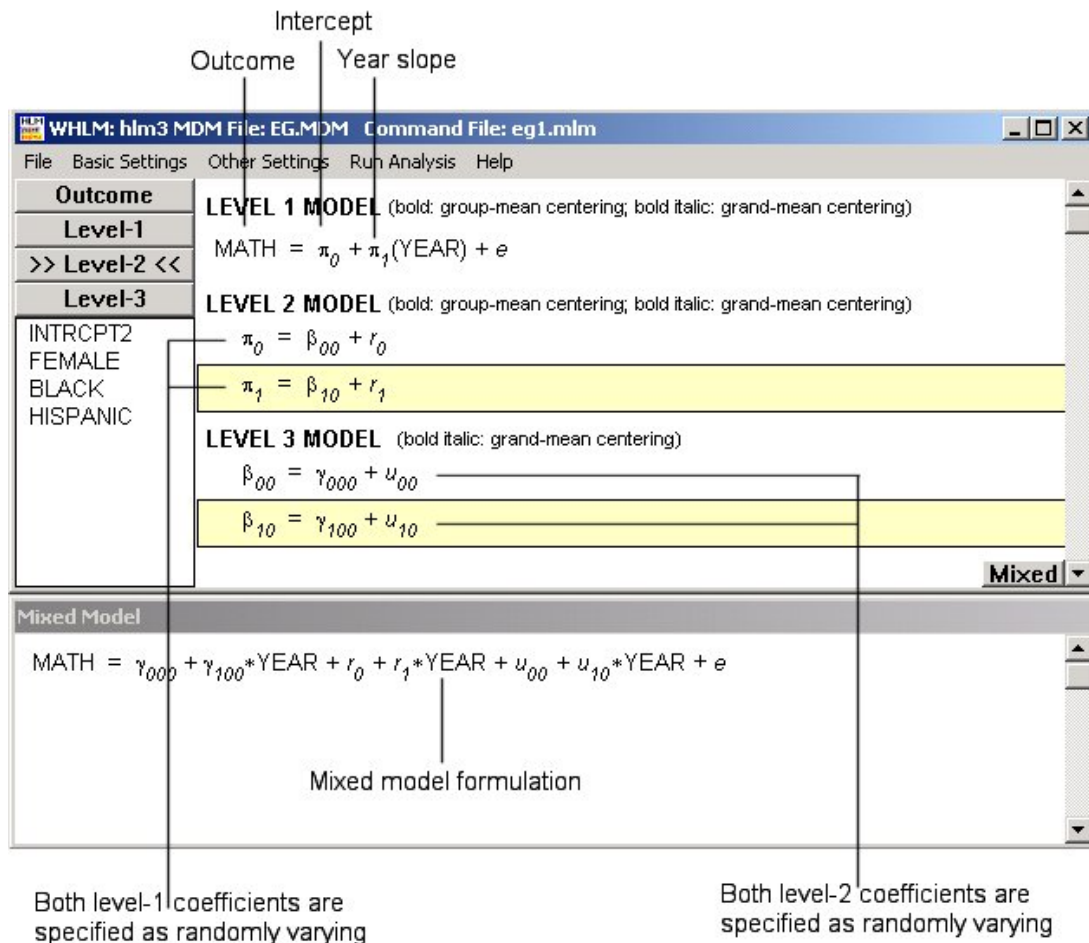 Intercept
Outcome Year slope
WHLM: hlm3 MDM File: EG.MDM Command File: eg1.mlm
File Basic Settings Other Settings Run Analysis Help
Outcome
Level-1
>> Level-2 <<
Level-3
INTRCPT2
FEMALE
BLACK
HISPANIC
LEVEL 1 MODEL (bold: group-mean centering; bold italic: grand-mean centering)
MATH = π₀ + π₁(YEAR) + e
LEVEL 2 MODEL (bold: group-mean centering; bold italic: grand-mean centering)
π₀ = β₀₀ + r₀
π₁ = β₁₀ + r₁
LEVEL 3 MODEL (bold italic: grand-mean centering)
β₀₀ = γ₀₀₀ + u₀₀
β₁₀ = γ₁₀₀ + u₁₀
Mixed
Mixed Model
MATH = γ₀₀₀ + γ₁₀₀*YEAR + r₀ + r₁*YEAR + u₀₀ + u₁₀*YEAR + e
Mixed model formulation
Both level-1 coefficients are
specified as randomly varying
Both level-2 coefficients are
specified as randomly varying